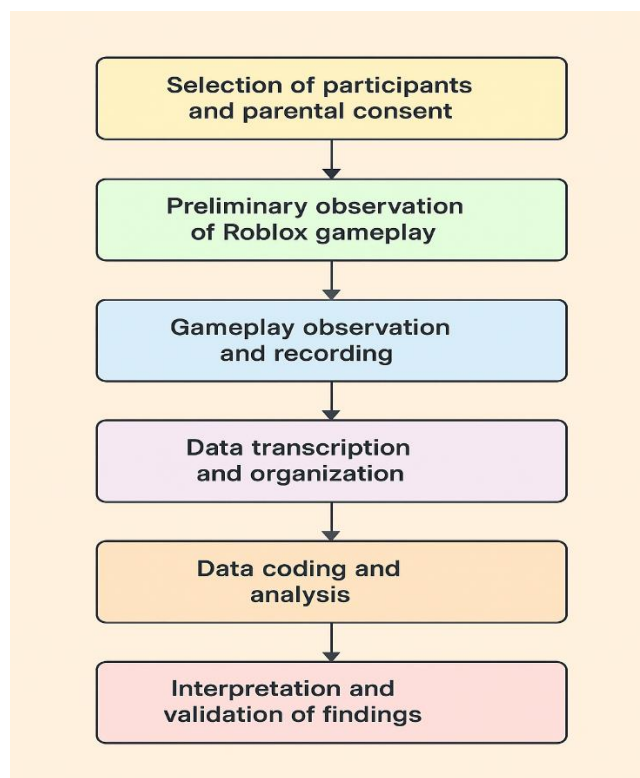 Selection of participants
and parental consent
Preliminary observation
of Roblox gameplay
Gameplay observation
and recording
Data transcription
and organization
Data coding and
analysis
Interpretation and
validation of findings